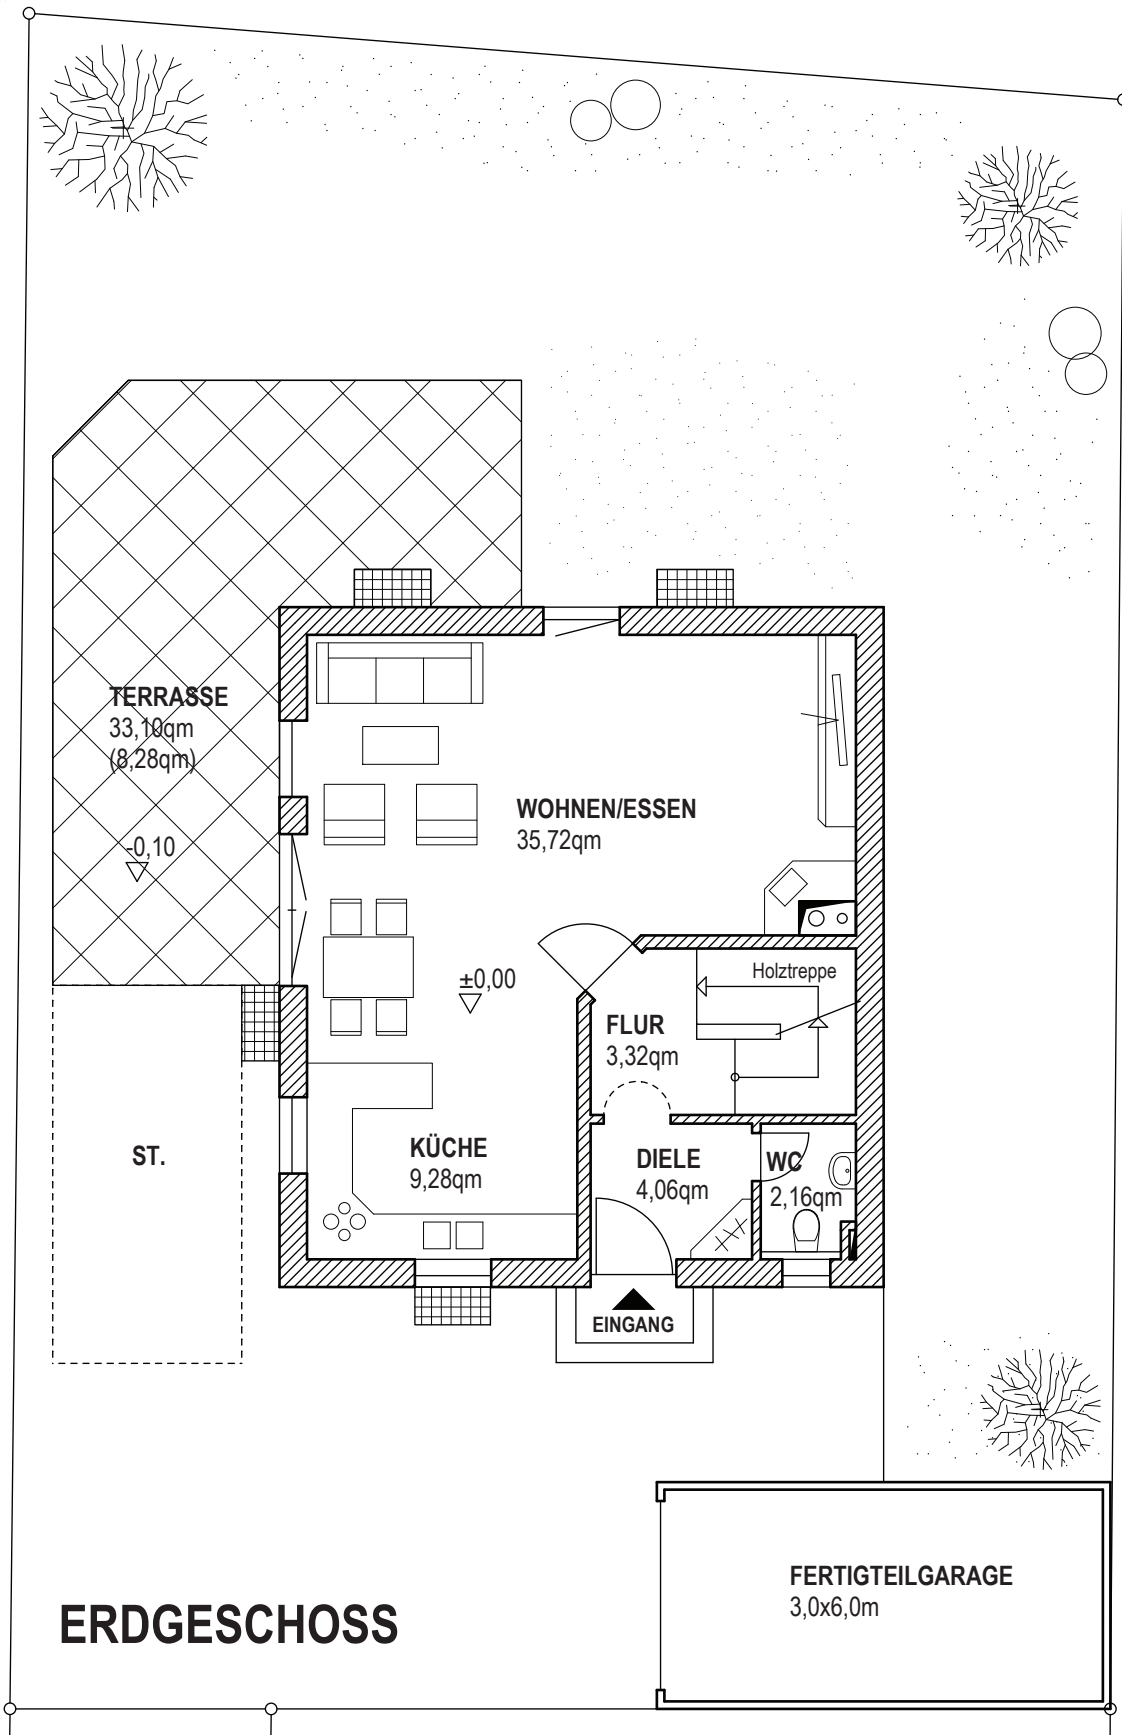 TERRASSE
33,10qm
(8,28qm)
-0,10
WOHNEN/ESSEN
35,72qm
±0,00
Holztreppe
FLUR
3,32qm
ST.
KÜCHE
9,28qm
DIELE
4,06qm
WC
2,16qm
EINGANG
FERTIGTEILGARAGE
3,0x6,0m
ERDGESCHOSS